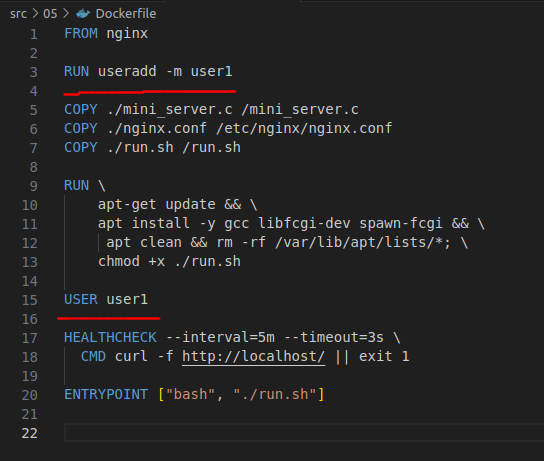 src > 05 > Dockerfile
1 FROM nginx
2
3 RUN useradd -m user1
4
5 COPY ./mini_server.c /mini_server.c
6 COPY ./nginx.conf /etc/nginx/nginx.conf
7 COPY ./run.sh /run.sh
8
9 RUN \
10 apt-get update && \
11 apt install -y gcc libfcgi-dev spawn-fcgi && \
12 apt clean && rm -rf /var/lib/apt/lists/*; \
13 chmod +x ./run.sh
14
15 USER user1
16
17 HEALTHCHECK --interval=5m --timeout=3s \
18 CMD curl -f http://localhost/ || exit 1
19
20 ENTRYPOINT ["bash", "./run.sh"]
21
22